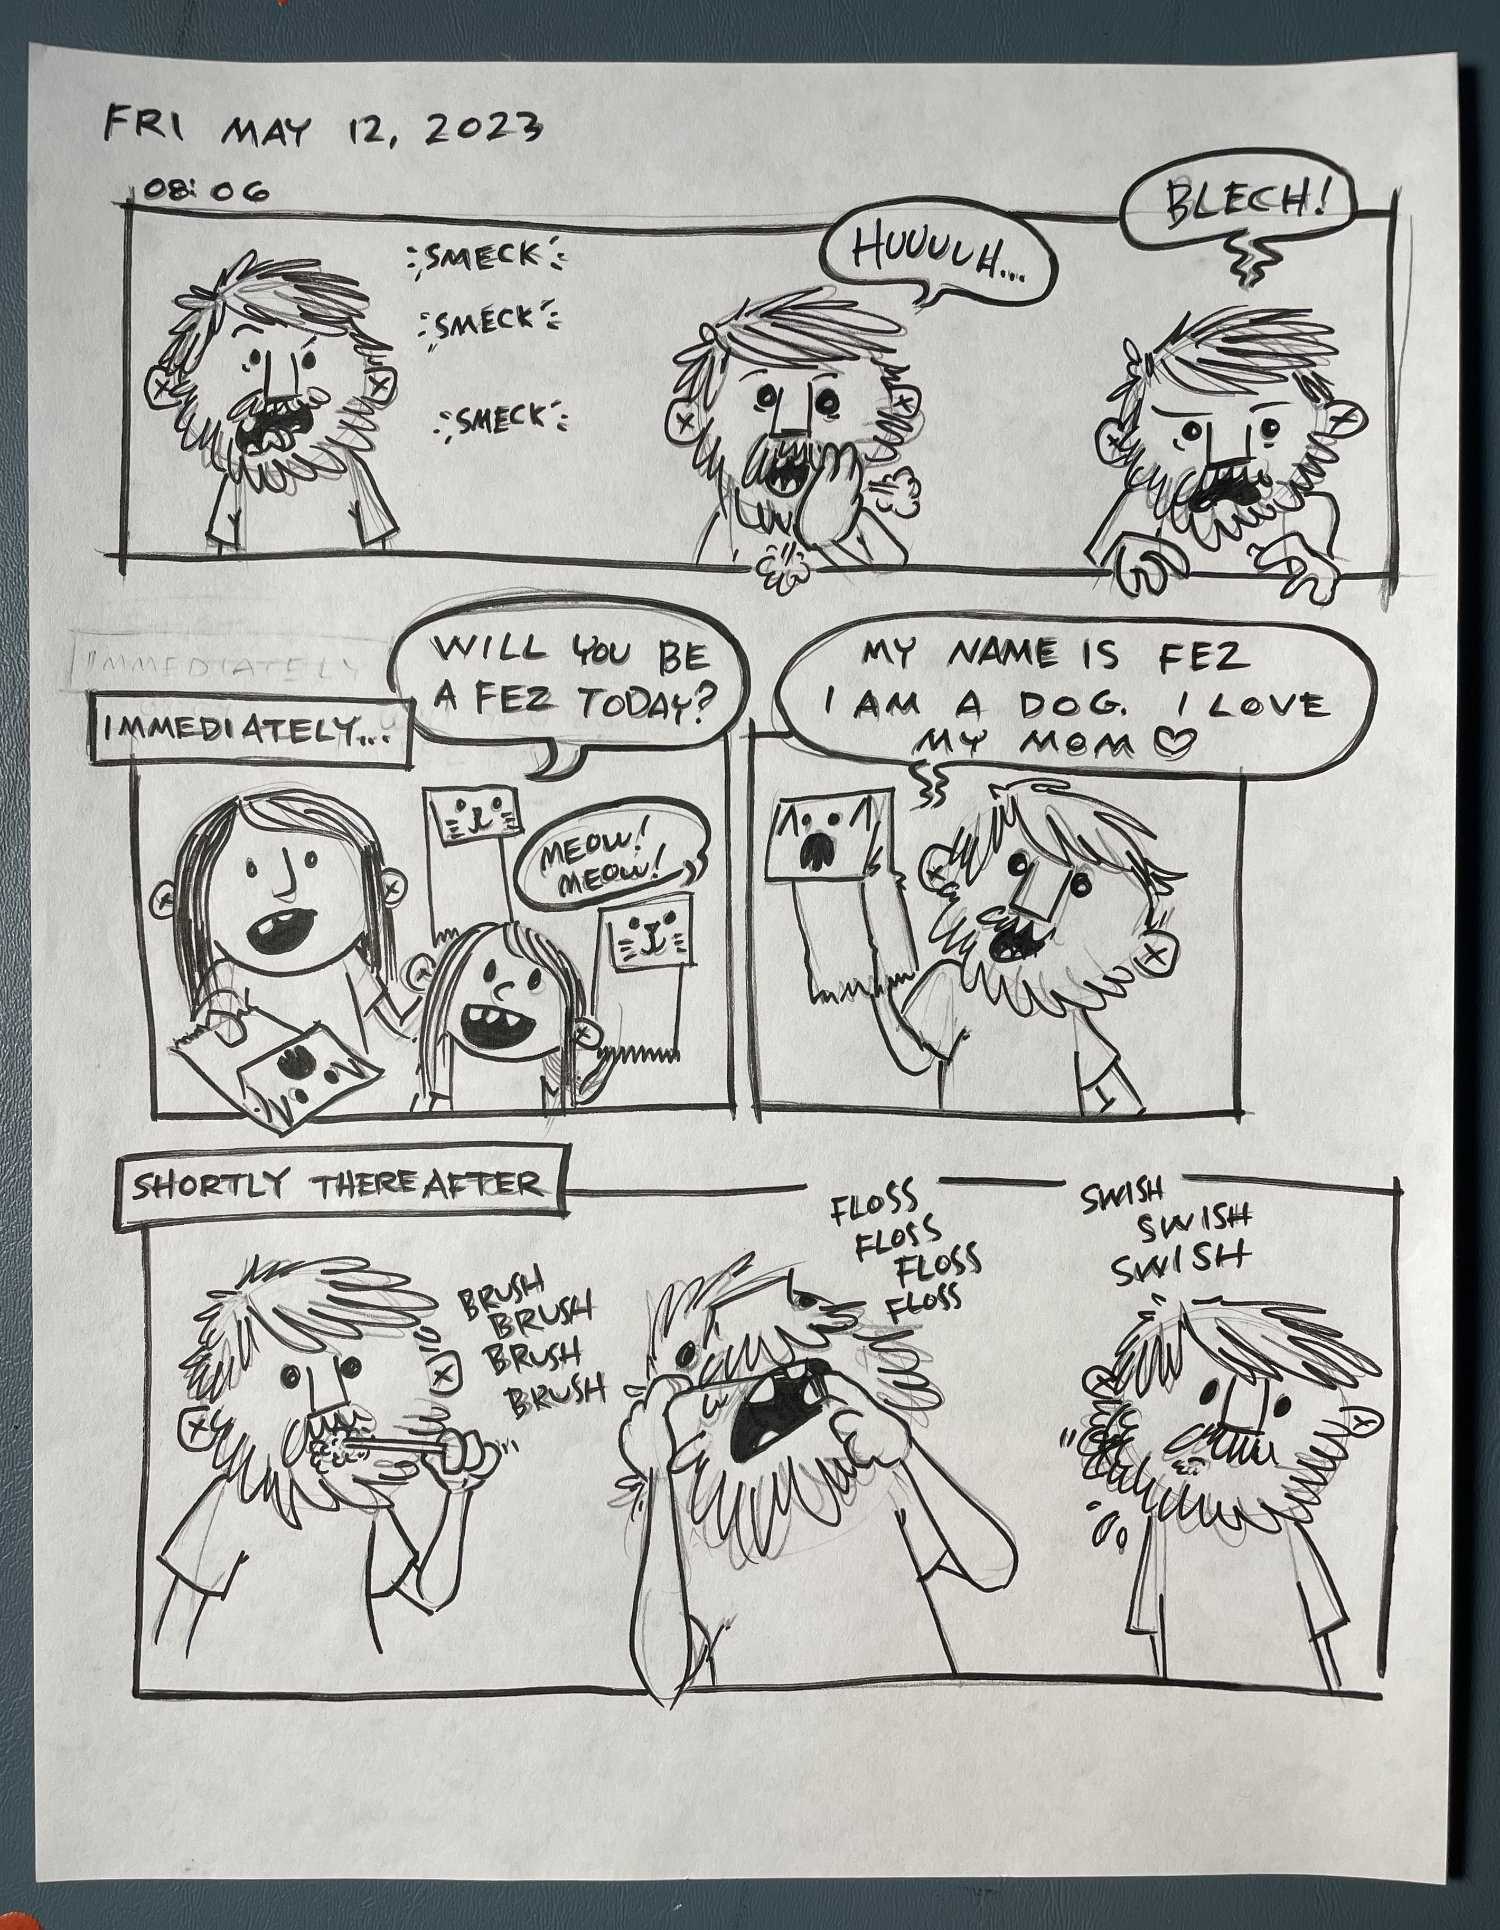 FRI MAY 12, 2023
08:06
SMECK
SMECK
SMECK
HUUUUH...
BLECH!
IMMEDIATELY
IMMEDIATELY...
WILL YOU BE
A FEZ TODAY?
MEOW!
MEOW!
MY NAME IS FEZ
I AM A DOG. I LOVE
MY MOM ♡
SHORTLY THEREAFTER
BRUSH
BRUSH
BRUSH
BRUSH
FLOSS
FLOSS
FLOSS
FLOSS
SWISH
SWISH
SWISH